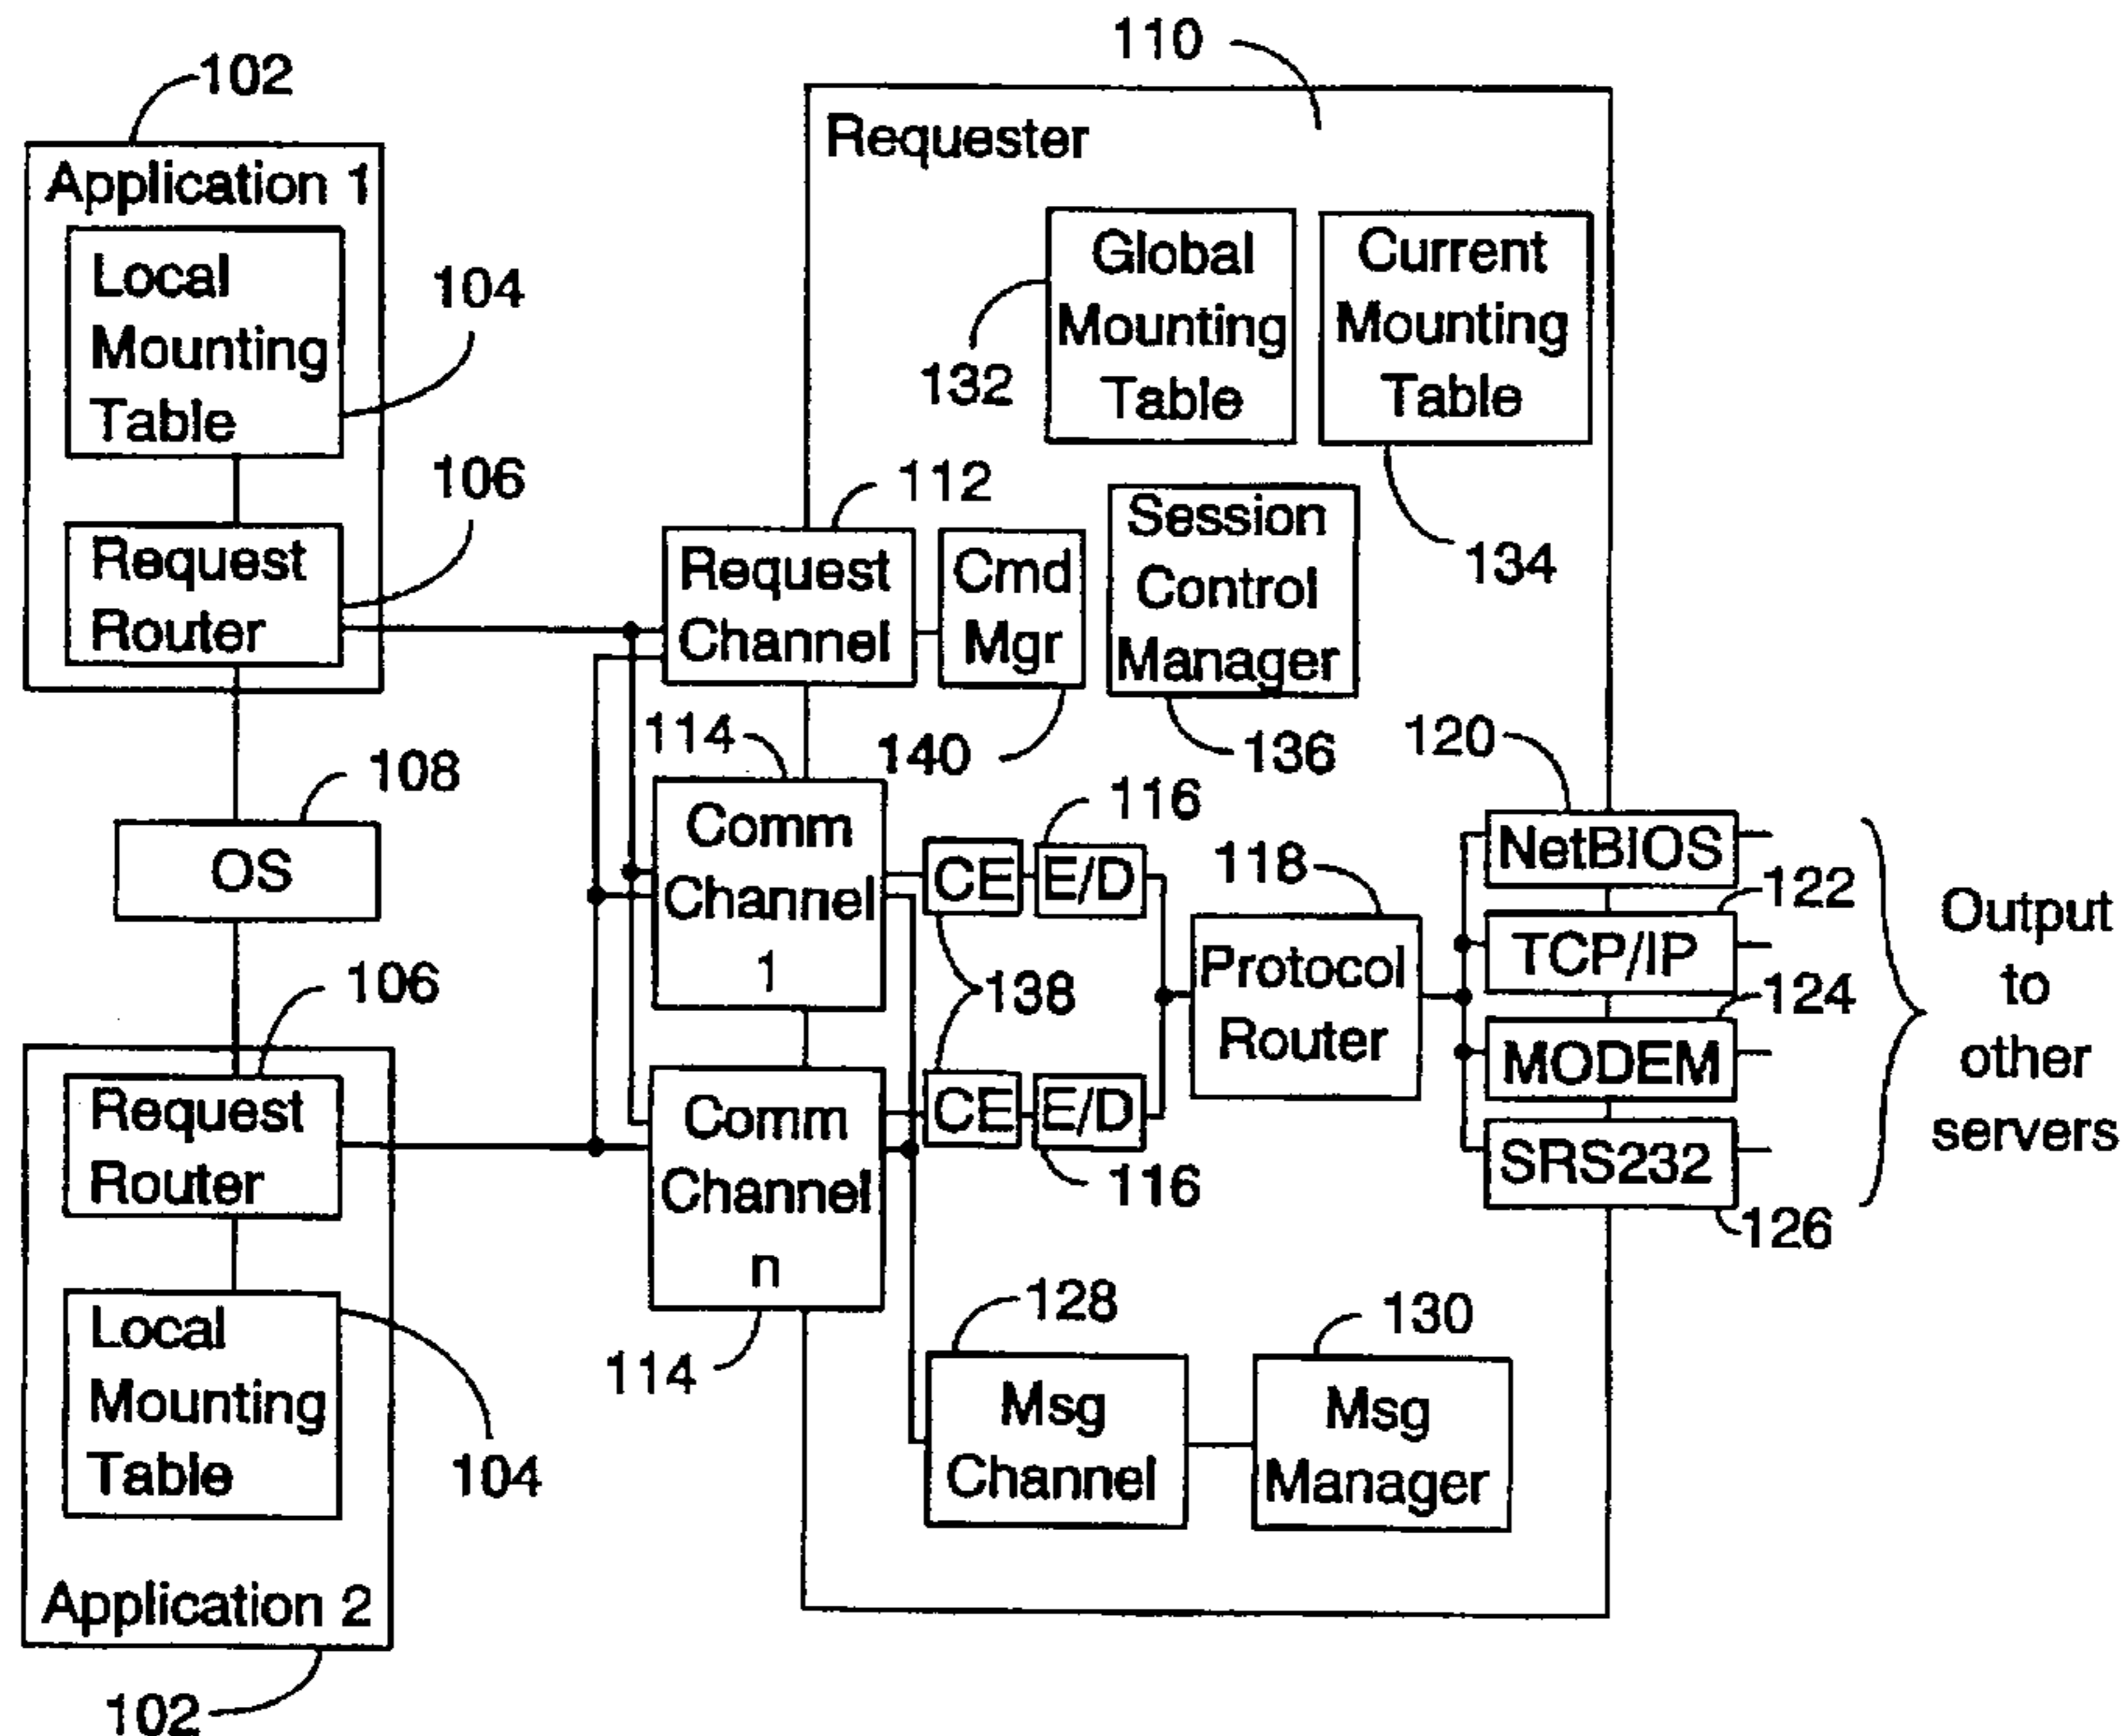 110
102
Requester
Application 1
Local
Mounting
Table
104
Global
Mounting
Table
Current
Mounting
Table
132
106
112
134
Request
Router
Request
Channel
Cmd
Mgr
Session
Control
Manager
114
140
136
120
108
OS
Comm
Channel
1
116
CE
E/D
118
NetBIOS
122
TCP/IP
124
MODEM
SRS232
126
Output
to
other
servers
138
Protocol
Router
106
Request
Router
Comm
Channel
n
CE
E/D
116
114
128
130
Local
Mounting
Table
104
Msg
Channel
Msg
Manager
Application 2
102